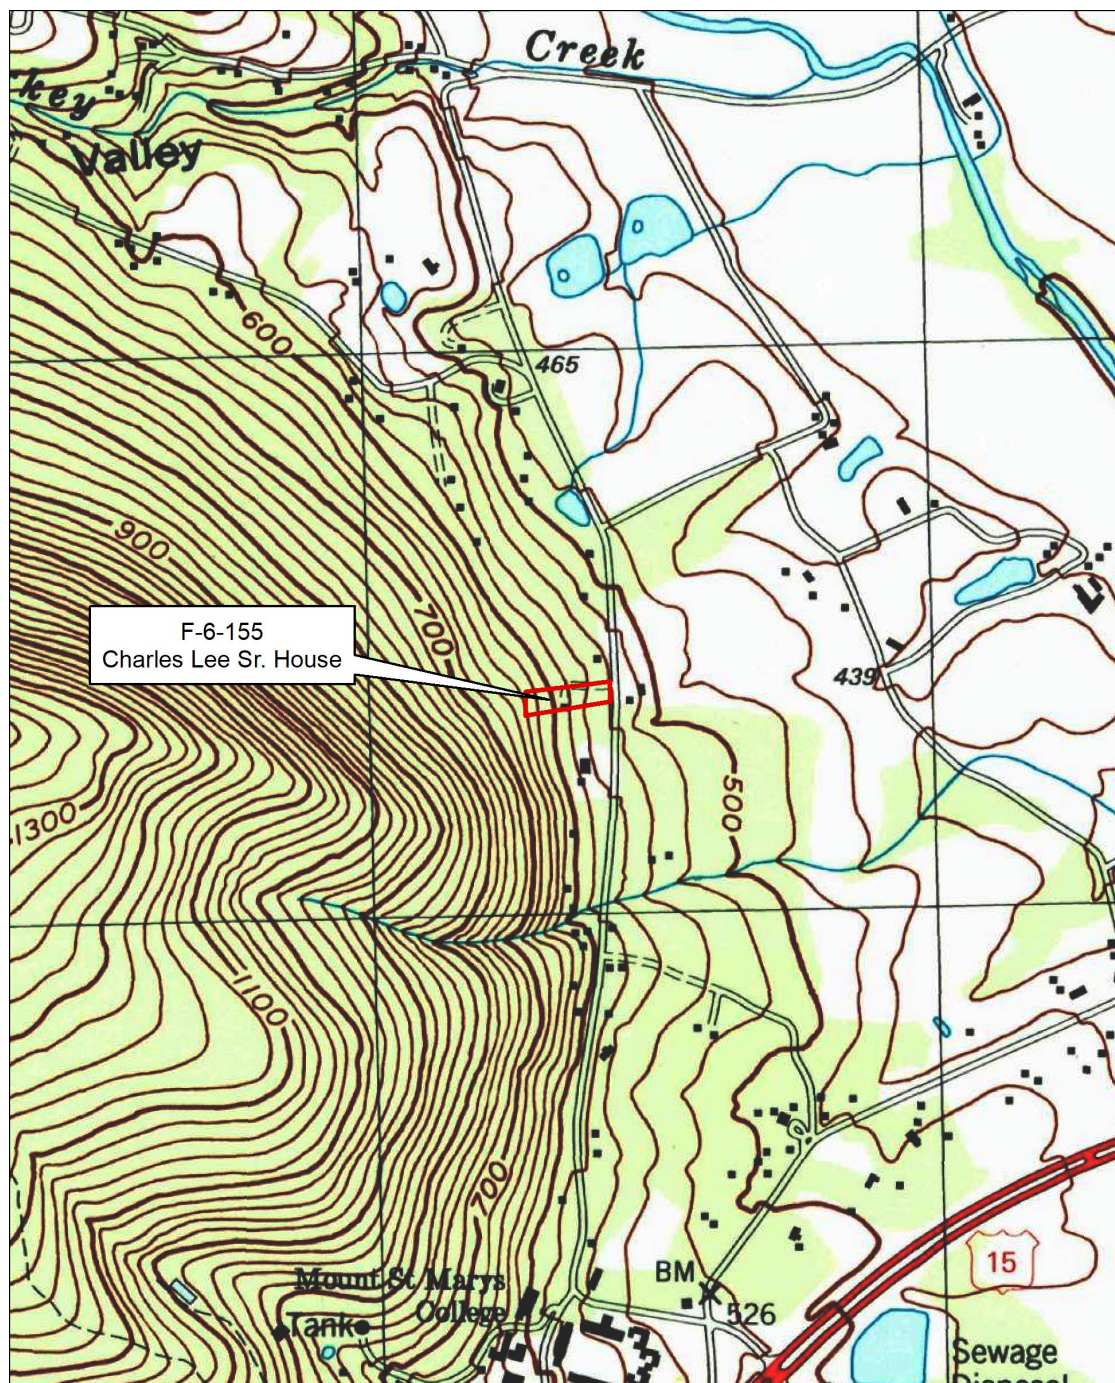 Creek
key
Valley
600
465
900
700
F-6-155
Charles Lee Sr. House
439
500
1300
1100
700
15
BM
526
Mount St Marys
College
Tank
Sewage
Disposal